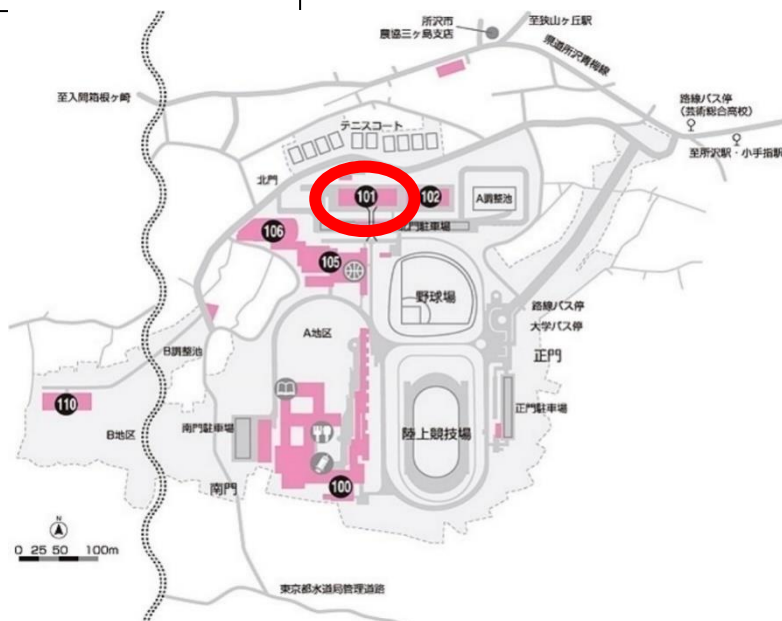 所沢市
農協三ヶ島支店
至狭山ヶ丘駅
県道所沢青梅線
至入間箱根ヶ崎
路線バス停
(芸術総合高校)
至所沢駅・小手指駅
テニスコート
北門
101
102
A調整池
106
門駐車場
105
野球場
路線バス停
大学バス停
A地区
正門
B調整池
110
B地区
南門駐車場
正門駐車場
陸上競技場
南門
100
N
0 25 50 100m
東京都水道局管理道路